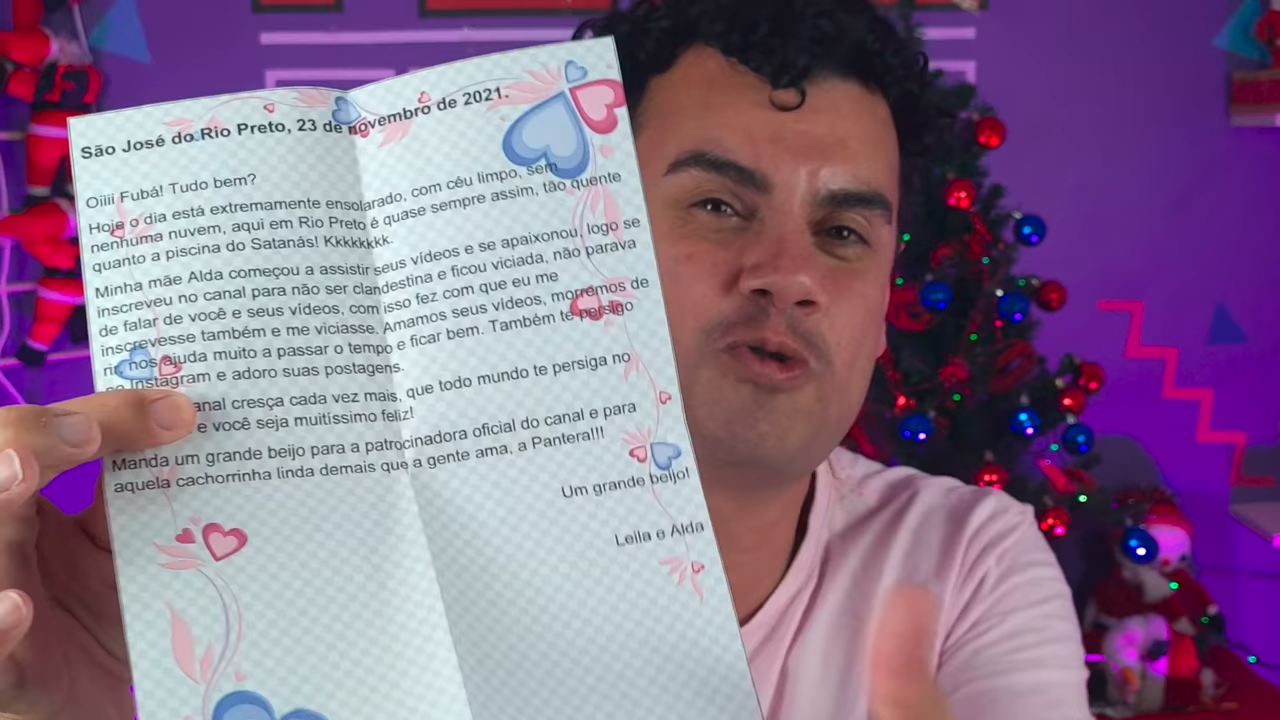 São José do Rio Preto, 23 de novembro de 2021.
Oiiii Fubá! Tudo bem?
Hoje o dia está extremamente ensolarado, com céu limpo, sem
nenhuma nuvem, aqui em Rio Preto é quase sempre assim, tão quente
quanto a piscina do Satanás! Kkkkkkkk.
Minha mãe Alda começou a assistir seus vídeos e se apaixonou, logo se
inscreveu no canal para não ser clandestina e ficou viciada, não parava
de falar de você e seus vídeos, com isso fez com que eu me
inscrevesse também e me viciasse. Amamos seus vídeos, morremos de
rir, nos ajuda muito a passar o tempo e ficar bem. Também te persigo
no Instagram e adoro suas postagens.
anal cresça cada vez mais, que todo mundo te persiga no
e você seja muitíssimo feliz!
Manda um grande beijo para a patrocinadora oficial do canal e para
aquela cachorrinha linda demais que a gente ama, a Pantera!!!
Um grande beijo!
Leila e Alda